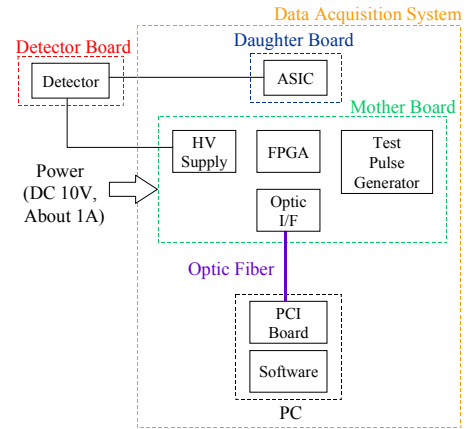 Data Acquisition System
Detector Board
Daughter Board
Detector
ASIC
Mother Board
HV
Supply
FPGA
Test
Pulse
Generator
Power
(DC 10V,
About 1A)
Optic
I/F
Optic Fiber
PCI
Board
Software
PC